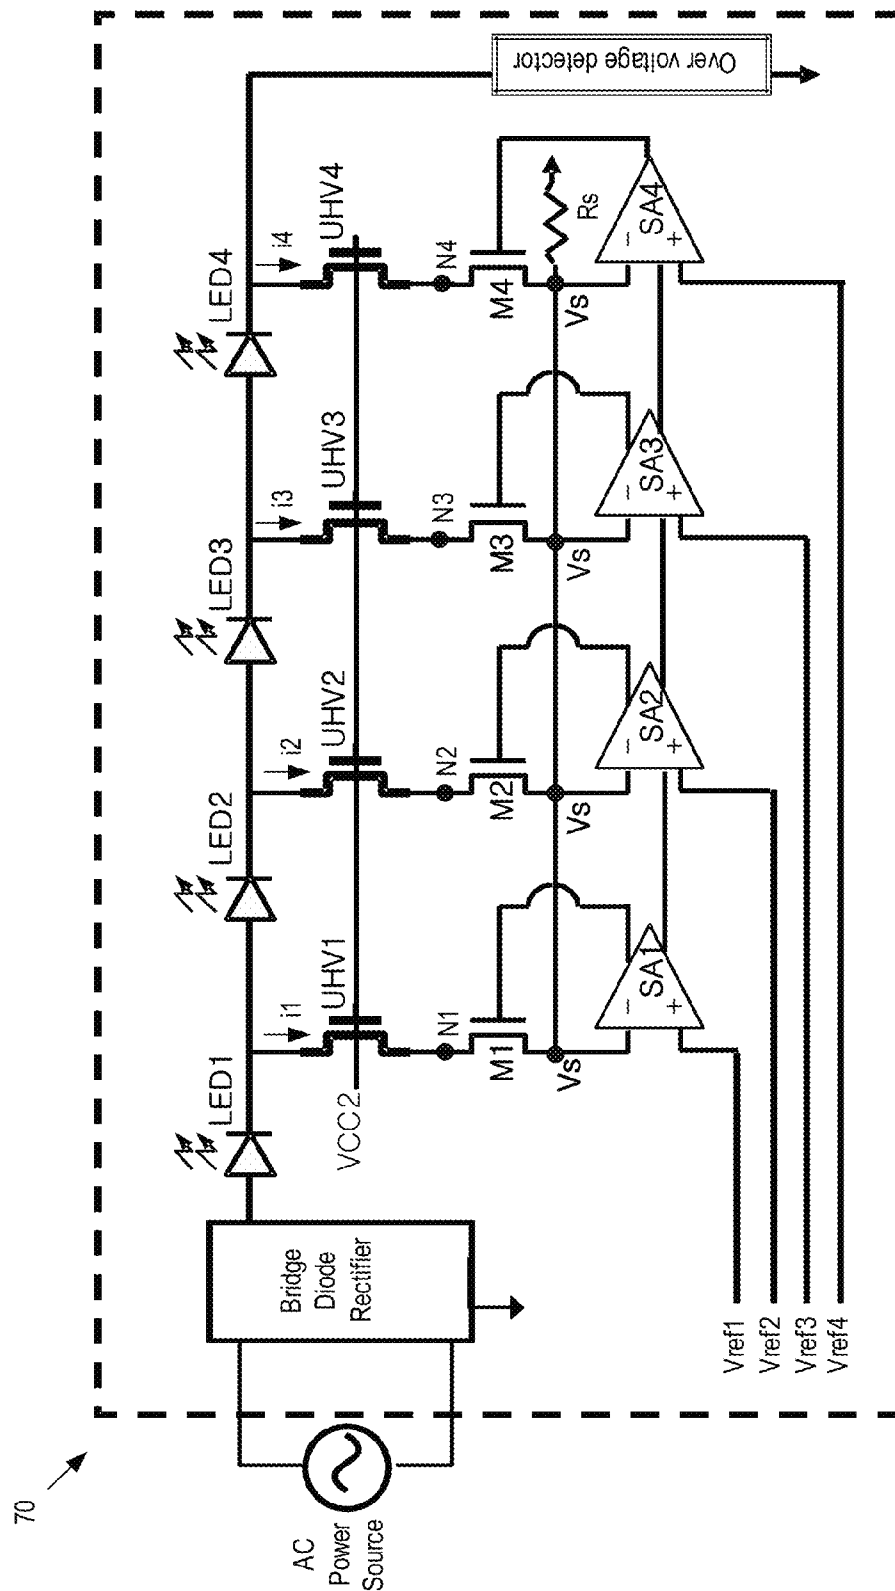 70
AC
Power
Source
Bridge
Diode
Rectifier
LED1
LED2
LED3
LED4
i1
i2
i3
i4
UHV1
UHV2
UHV3
UHV4
VCC2
N1
N2
N3
N4
M1
M2
M3
M4
Vs
Vs
Vs
Vs
Rs
−
+
SA1
−
+
SA2
−
+
SA3
−
+
SA4
Over voltage detector
Vref1
Vref2
Vref3
Vref4